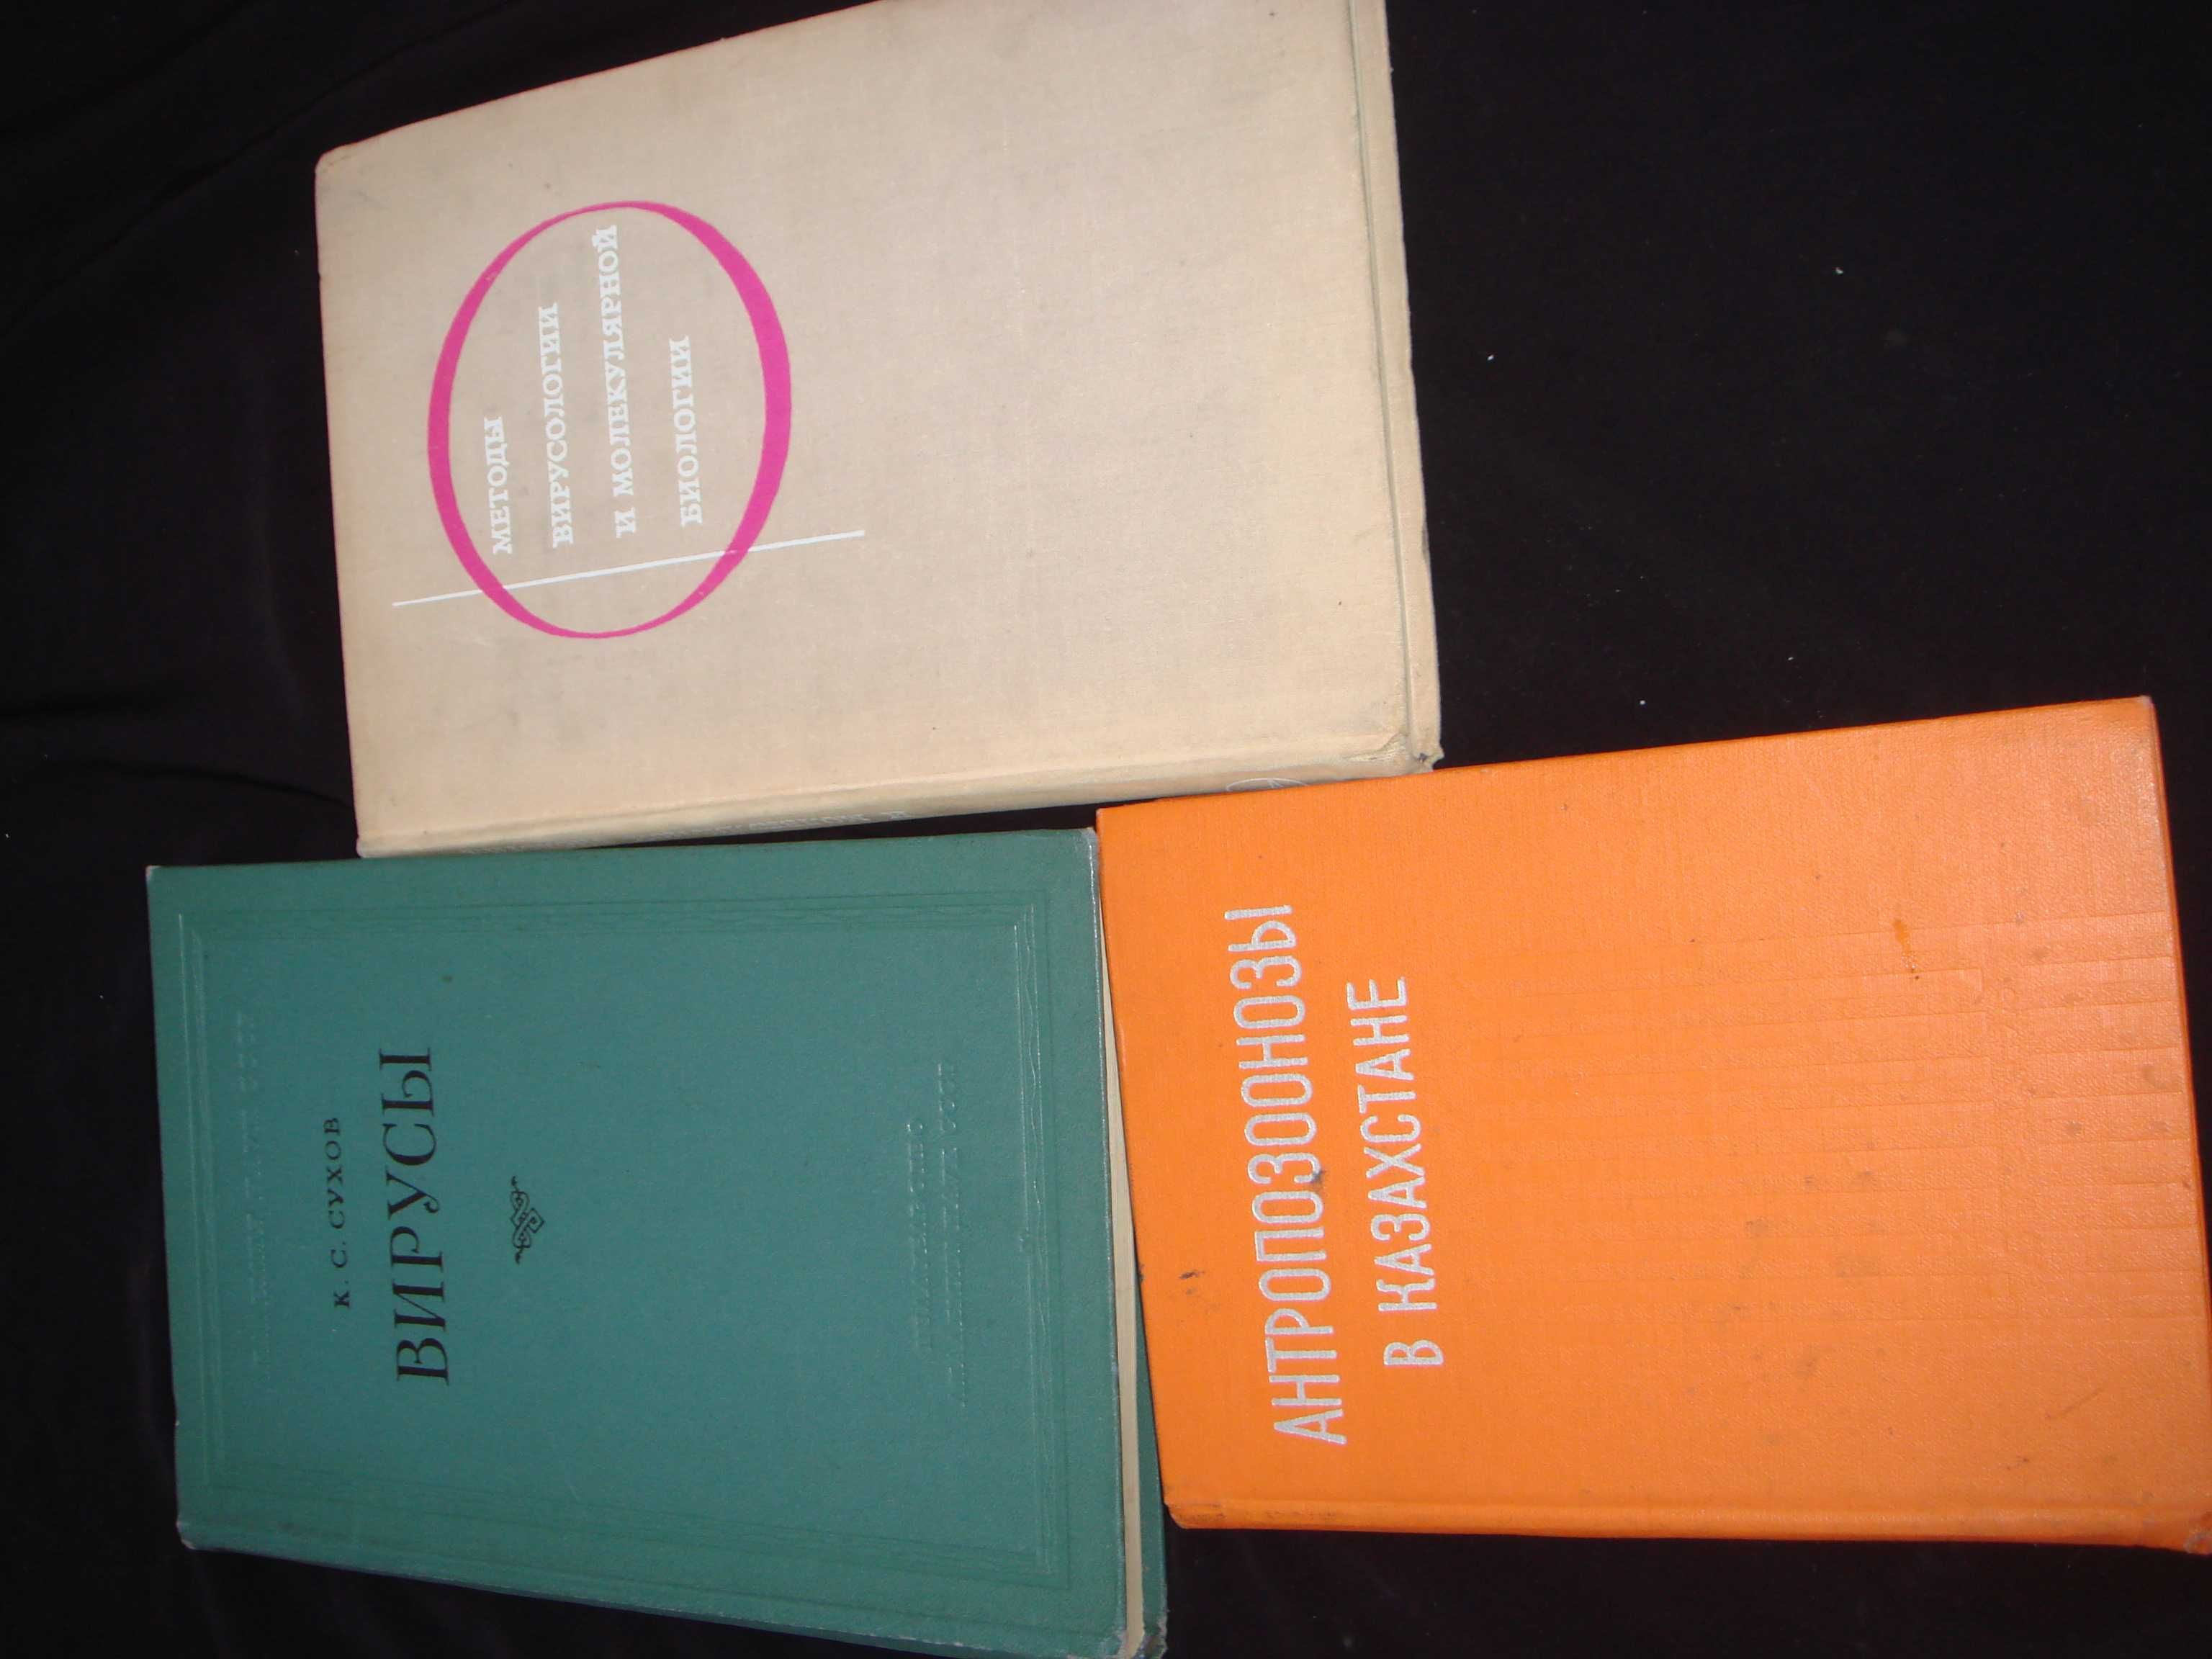 МЕТОДЫ
ВИРУСОЛОГИИ
И МОЛЕКУЛЯРНОЙ
БИОЛОГИИ
К. С. СУХОВ
ВИРУСЫ
АНТРОПОЗООНОЗЫ
В КАЗАХСТАНЕ